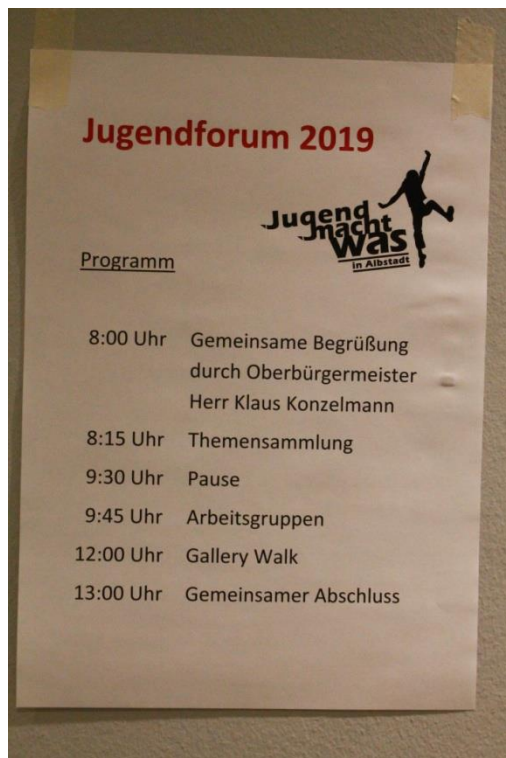 Jugendforum 2019
Jugend
macht
was
in Albstadt
Programm
8:00 Uhr Gemeinsame Begrüßung
durch Oberbürgermeister
Herr Klaus Konzelmann
8:15 Uhr Themensammlung
9:30 Uhr Pause
9:45 Uhr Arbeitsgruppen
12:00 Uhr Gallery Walk
13:00 Uhr Gemeinsamer Abschluss